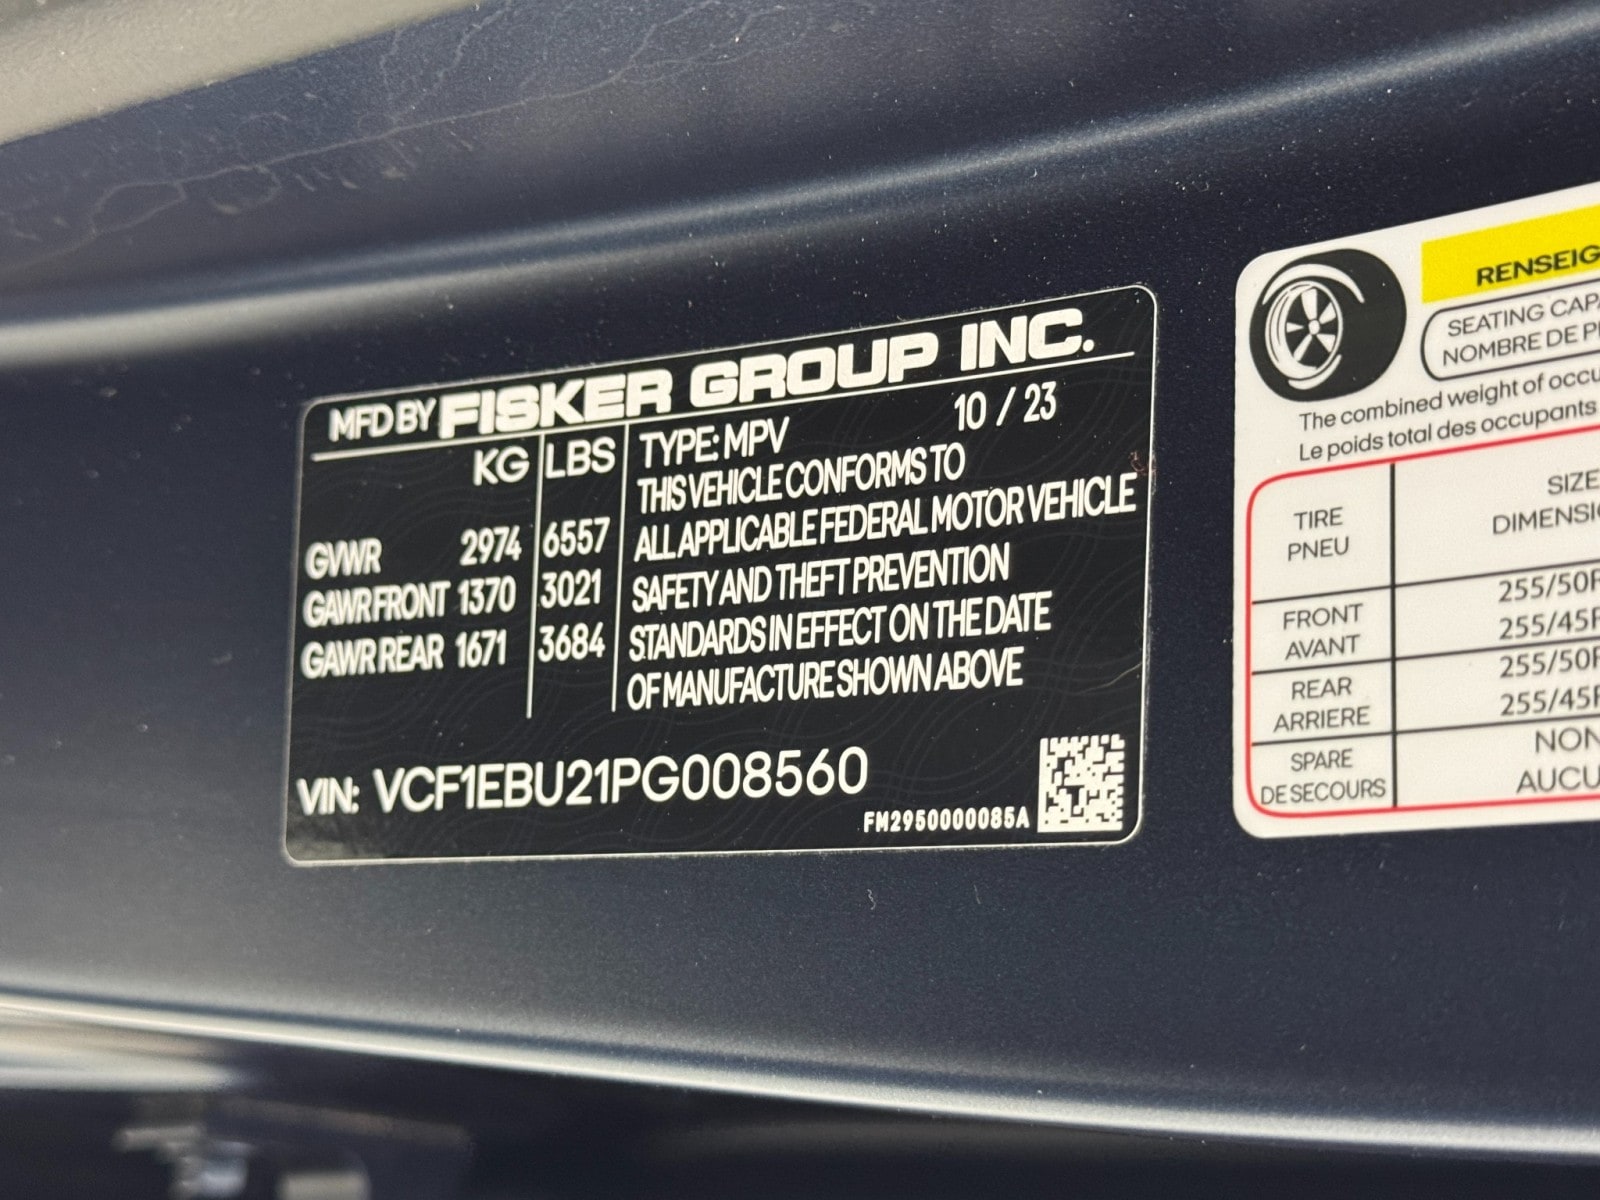 MFD BY FISKER GROUP INC.
KG LBS
GVWR 2974 6557
GAWR FRONT 1370 3021
GAWR REAR 1671 3684
TYPE: MPV 10 / 23
THIS VEHICLE CONFORMS TO
ALL APPLICABLE FEDERAL MOTOR VEHICLE
SAFETY AND THEFT PREVENTION
STANDARDS IN EFFECT ON THE DATE
OF MANUFACTURE SHOWN ABOVE
VIN: VCF1EBU21PG008560
FM2950000085A
RENSEIG
SEATING CAPA
NOMBRE DE P
The combined weight of occu
Le poids total des occupants
TIRE
PNEU
SIZE
DIMENSI
FRONT
AVANT
255/50R
255/45R
REAR
ARRIERE
255/50R
255/45R
SPARE
DE SECOURS
NON
AUCU